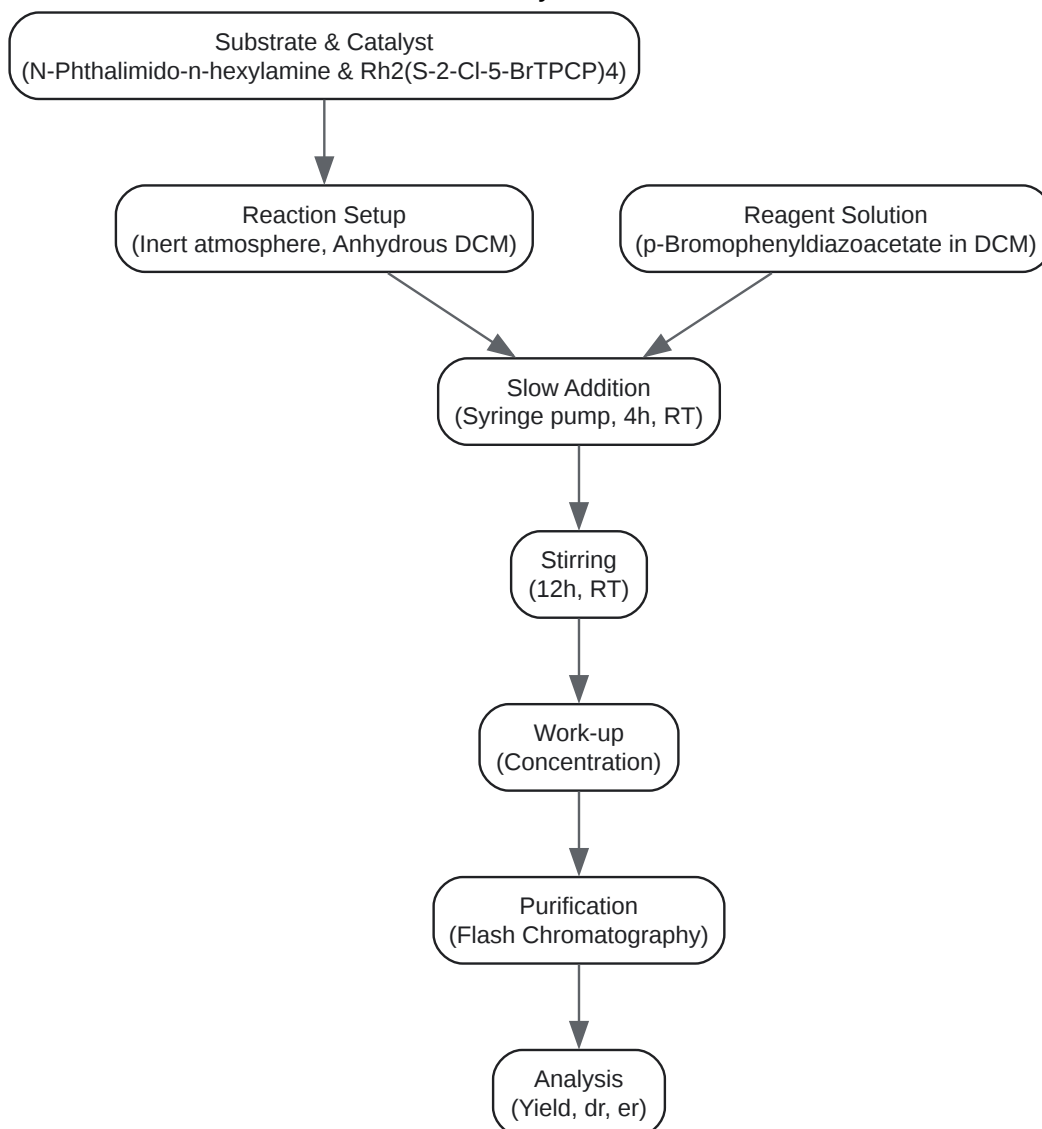 Substrate & Catalyst
(N-Phthalimido-n-hexylamine & Rh2(S-2-Cl-5-BrTPCP)4)
Reaction Setup
(Inert atmosphere, Anhydrous DCM)
Reagent Solution
(p-Bromophenyldiazoacetate in DCM)
Slow Addition
(Syringe pump, 4h, RT)
Stirring
(12h, RT)
Work-up
(Concentration)
Purification
(Flash Chromatography)
Analysis
(Yield, dr, er)